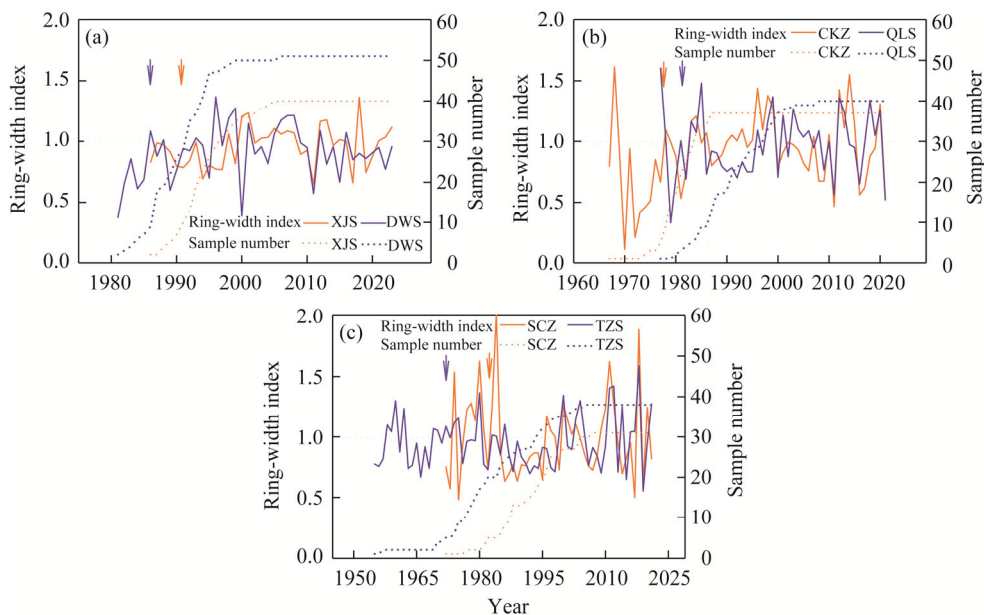 (a)
2.0
1.5
1.0
0.5
0.0
Ring-width index
60
50
40
30
20
10
0
Sample number
Ring-width index XJS DWS
Sample number XJS DWS
1980 1990 2000 2010 2020
(b)
2.0
1.5
1.0
0.5
0.0
Ring-width index
60
50
40
30
20
10
0
Sample number
Ring-width index CKZ QLS
Sample number CKZ QLS
1960 1970 1980 1990 2000 2010 2020
(c)
2.0
1.5
1.0
0.5
0.0
Ring-width index
60
50
40
30
20
10
0
Sample number
Ring-width index SCZ TZS
Sample number SCZ TZS
1950 1965 1980 1995 2010 2025
Year